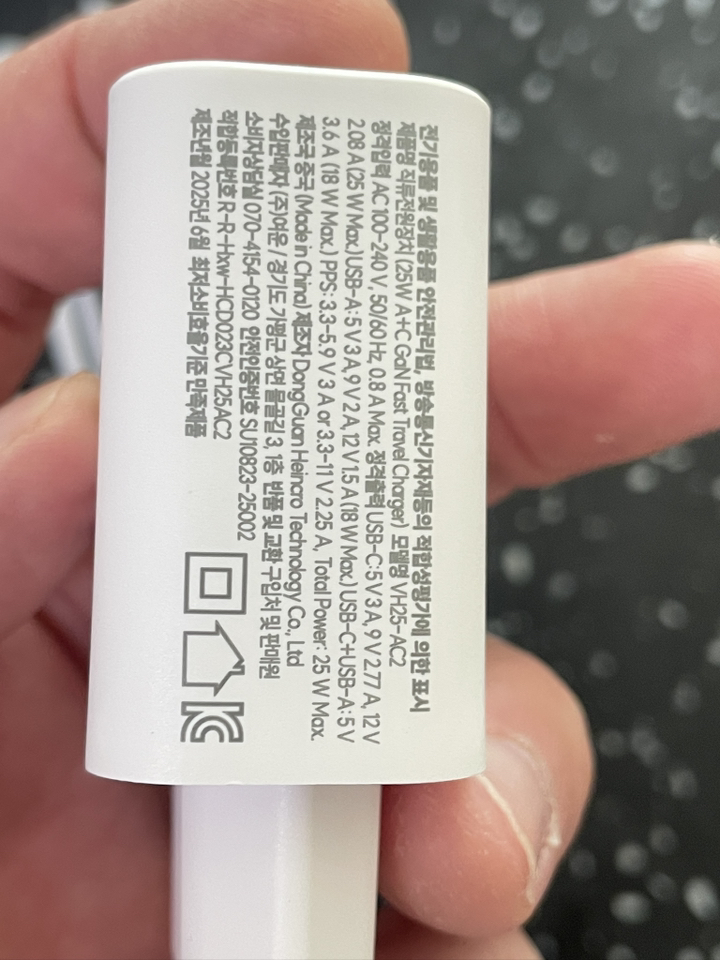 전기용품 및 생활용품 안전관리법, 방송통신기자재등의 적합성평가에 의한 표시
제품명 직류전원장치 (25W A+C GaN Fast Travel Charger) 모델명 VH25-AC2
정격입력 AC 100-240 V, 50/60 Hz, 0.8 A Max. 정격출력 USB-C: 5 V 3 A, 9 V 2.77 A, 12 V
2.08 A (25 W Max.) USB-A: 5 V 3 A, 9 V 2 A, 12 V 1.5 A (18 W Max.) USB-C+USB-A: 5 V
3.6 A (18 W Max.) PPS: 3.3-5.9 V 3 A or 3.3-11 V 2.25 A, Total Power: 25 W Max.
제조국 중국 (Made in China) 제조자 DongGuan Heincro Technology Co., Ltd
수입판매자 (주)여운 / 경기도 가평군 상면 물골길 3, 1층 반품 및 교환 구입처 및 판매원
소비자상담실 070-4154-0120 안전인증번호 SU10823-25002
적합등록번호 R-R-Hxw-HCD023CVH25AC2
제조년월 2025년 6월 최저소비효율기준 만족제품